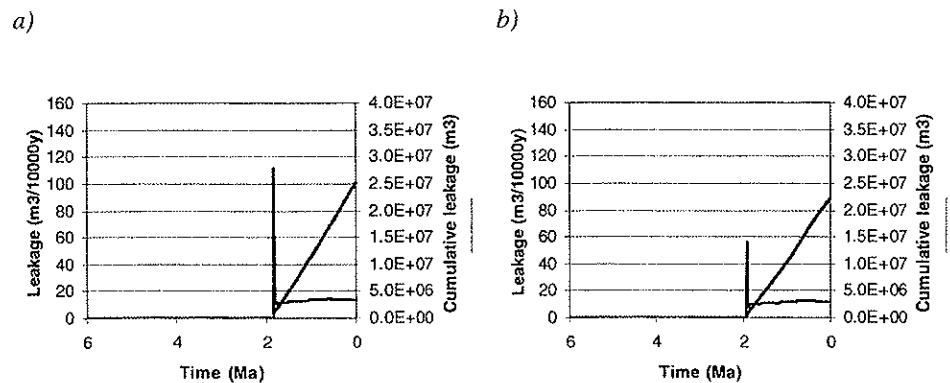 a)
b)
160
140
120
100
80
60
40
20
0
Leakage (m3/10000y)
4.0E+07
3.5E+07
3.0E+07
2.5E+07
2.0E+07
1.5E+07
1.0E+07
5.0E+06
0.0E+00
Cumulative leakage (m3)
6 4 2 0
Time (Ma)
160
140
120
100
80
60
40
20
0
Leakage (m3/10000y)
4.0E+07
3.5E+07
3.0E+07
2.5E+07
2.0E+07
1.5E+07
1.0E+07
5.0E+06
0.0E+00
Cumulative leakage (m3)
6 4 2 0
Time (Ma)